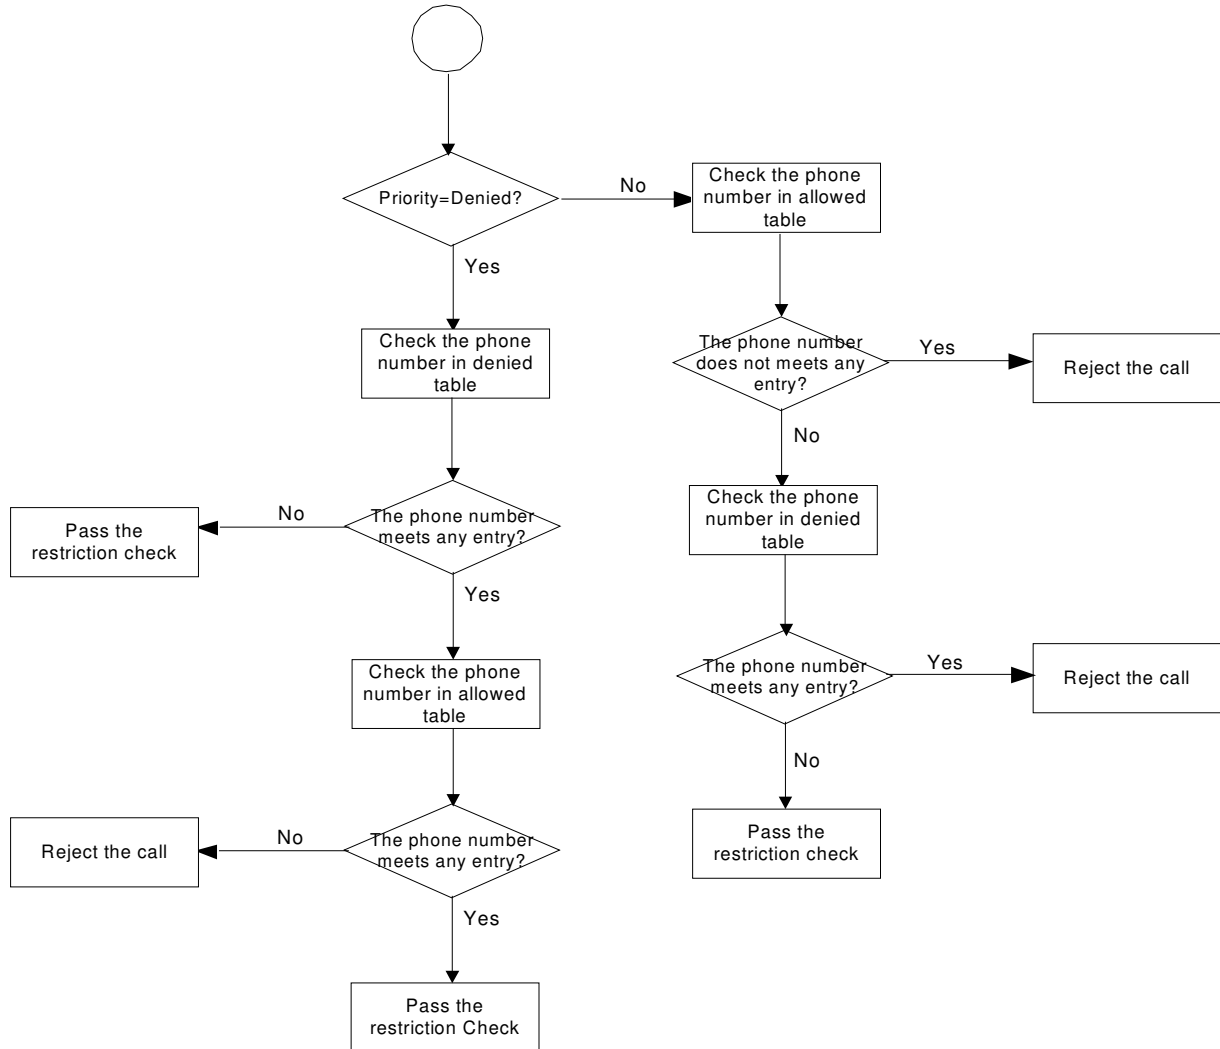 Priority=Denied?
No
Check the phone
number in allowed
table
Yes
Check the phone
number in denied
table
The phone number
does not meets any
entry?
Yes
Reject the call
No
Check the phone
number in denied
table
Pass the
restriction check
No
The phone number
meets any entry?
Yes
Check the phone
number in allowed
table
The phone number
meets any entry?
Yes
Reject the call
No
Pass the
restriction check
Reject the call
No
The phone number
meets any entry?
Yes
Pass the
restriction Check